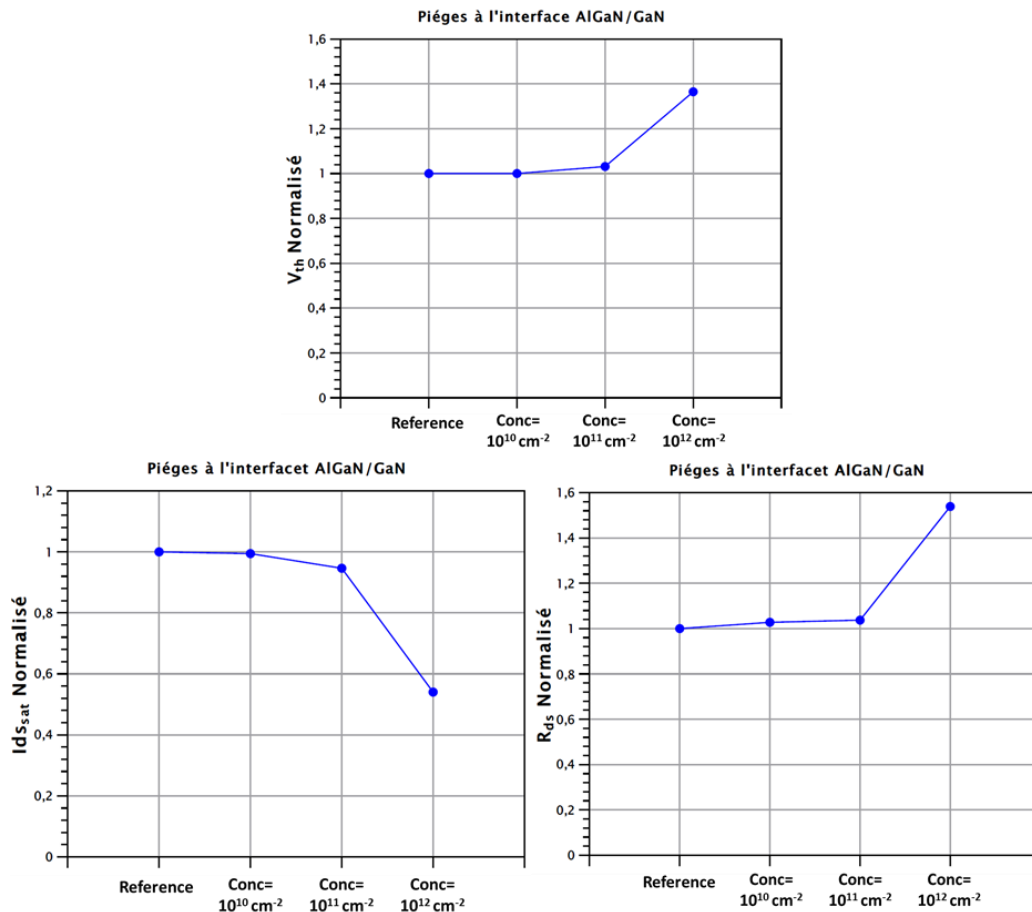 Piéges à l'interface AlGaN/GaN
V_th Normalisé
1,6
1,4
1,2
1
0,8
0,6
0,4
0,2
0
Reference
Conc=
10¹⁰ cm⁻²
Conc=
10¹¹ cm⁻²
Conc=
10¹² cm⁻²
Piéges à l'interfacet AlGaN/GaN
Ids_sat Normalisé
1,2
1
0,8
0,6
0,4
0,2
0
Reference
Conc=
10¹⁰ cm⁻²
Conc=
10¹¹ cm⁻²
Conc=
10¹² cm⁻²
Piéges à l'interfacet AlGaN/GaN
R_ds Normalisé
1,6
1,4
1,2
1
0,8
0,6
0,4
0,2
0
Reference
Conc=
10¹⁰ cm⁻²
Conc=
10¹¹ cm⁻²
Conc=
10¹² cm⁻²